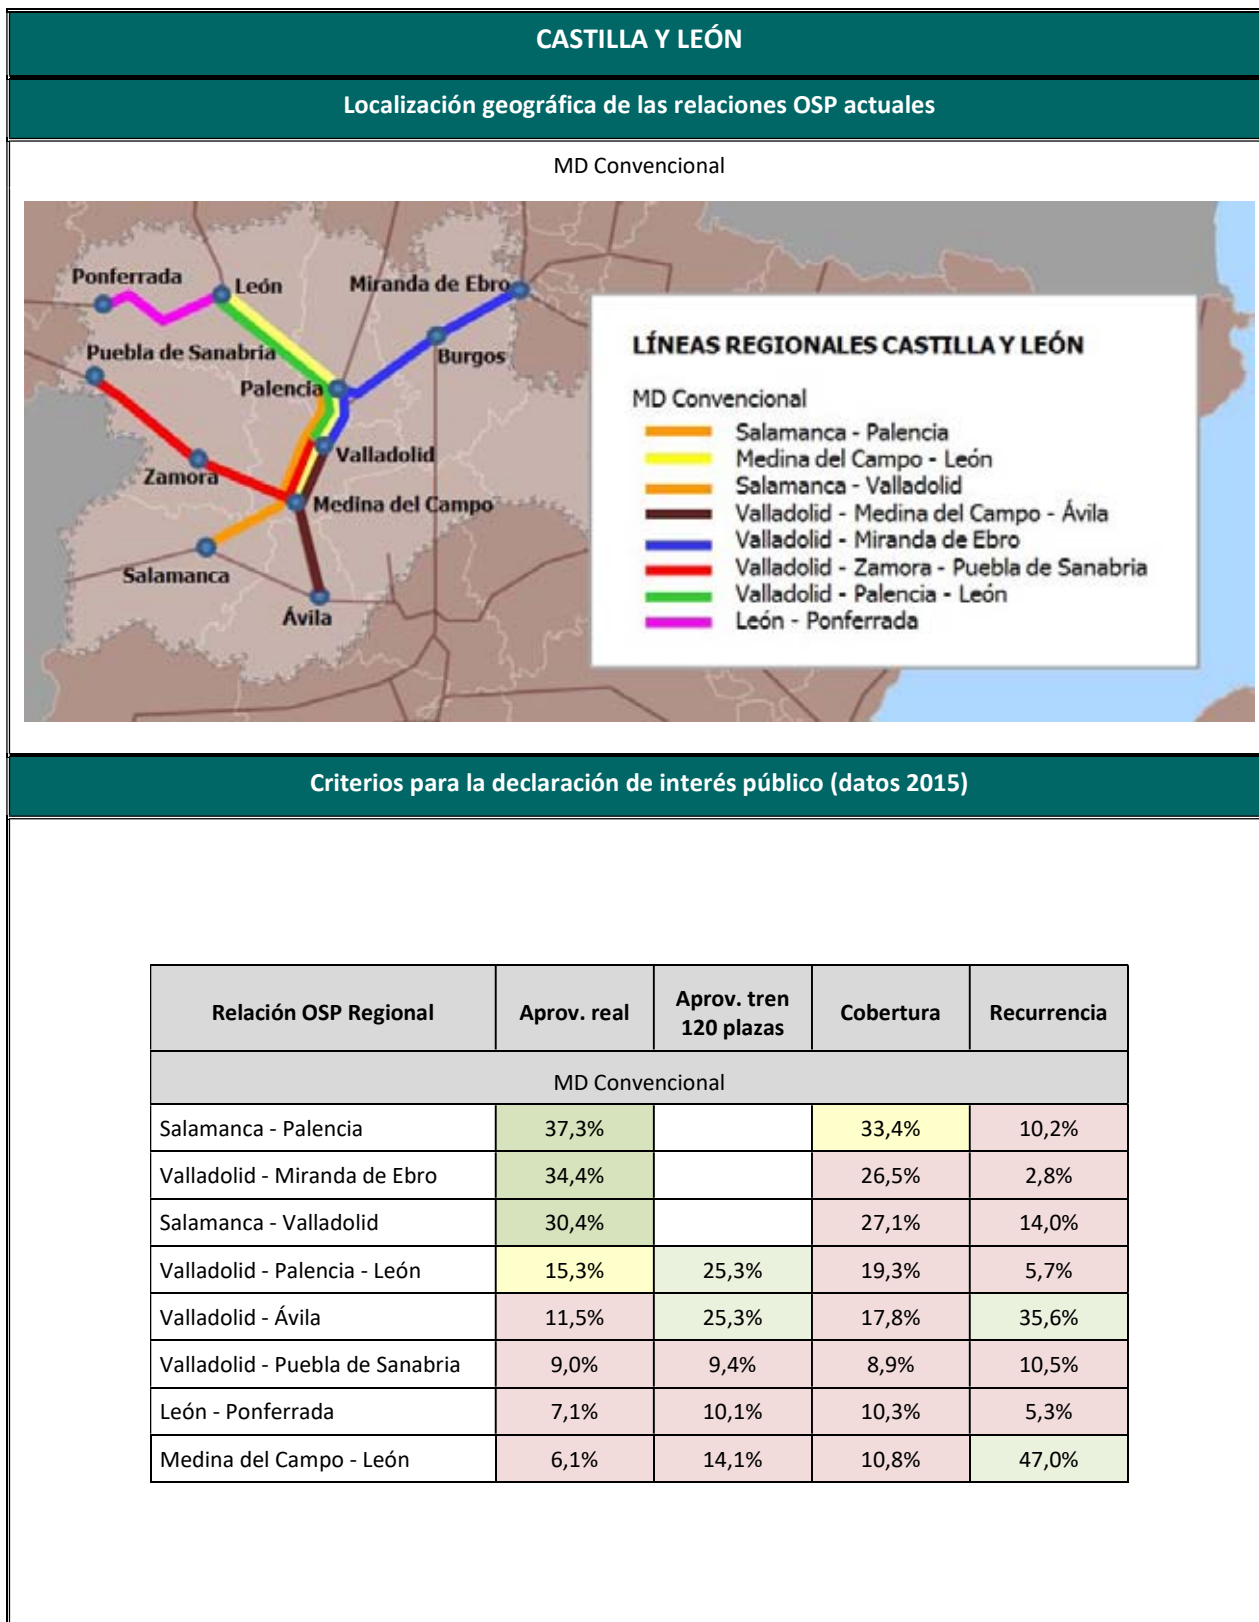 CASTILLA Y LEÓN
Localización geográfica de las relaciones OSP actuales
MD Convencional
Ponferrada
León
Miranda de Ebro
Puebla de Sanabria
Burgos
Palencia
Valladolid
Zamora
Medina del Campo
Salamanca
Ávila
LÍNEAS REGIONALES CASTILLA Y LEÓN
MD Convencional
Salamanca - Palencia
Medina del Campo - León
Salamanca - Valladolid
Valladolid - Medina del Campo - Ávila
Valladolid - Miranda de Ebro
Valladolid - Zamora - Puebla de Sanabria
Valladolid - Palencia - León
León - Ponferrada
Criterios para la declaración de interés público (datos 2015)
Relación OSP Regional Aprov. real Aprov. tren 120 plazas Cobertura Recurrencia
MD Convencional
Salamanca - Palencia 37,3% 33,4% 10,2%
Valladolid - Miranda de Ebro 34,4% 26,5% 2,8%
Salamanca - Valladolid 30,4% 27,1% 14,0%
Valladolid - Palencia - León 15,3% 25,3% 19,3% 5,7%
Valladolid - Ávila 11,5% 25,3% 17,8% 35,6%
Valladolid - Puebla de Sanabria 9,0% 9,4% 8,9% 10,5%
León - Ponferrada 7,1% 10,1% 10,3% 5,3%
Medina del Campo - León 6,1% 14,1% 10,8% 47,0%